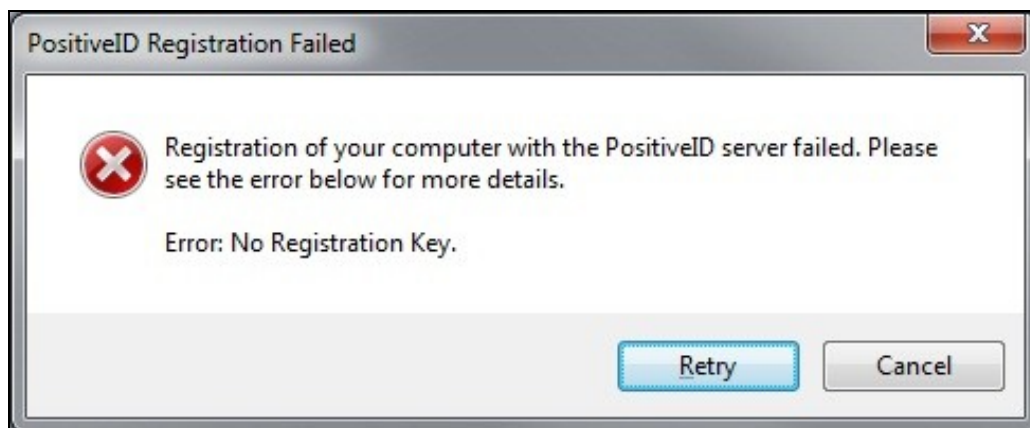 PositiveID Registration Failed
Registration of your computer with the PositiveID server failed. Please
see the error below for more details.
Error: No Registration Key.
Retry
Cancel